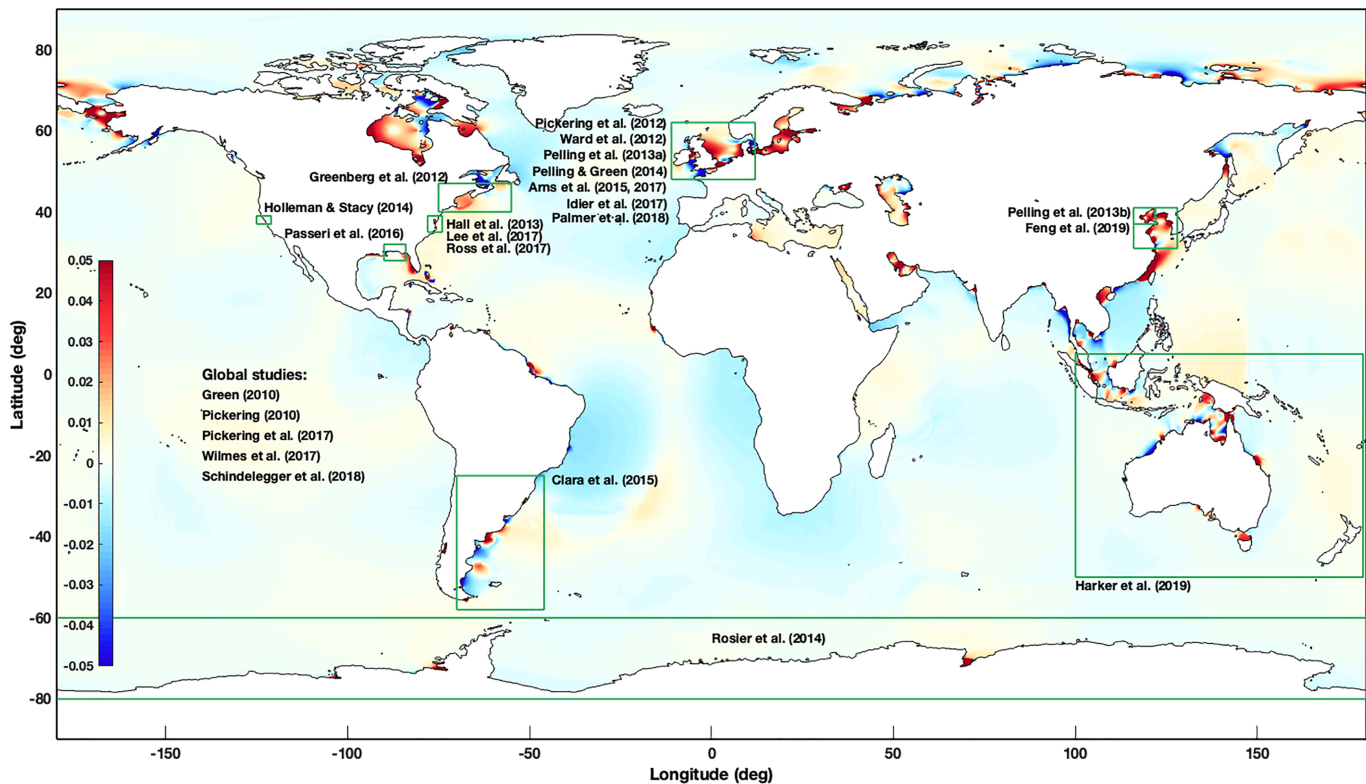 80
60
40
20
0
-20
-40
-60
-80
Latitude (deg)
-150
-100
-50
0
50
100
150
Longitude (deg)
0.05
0.04
0.03
0.02
0.01
0
-0.01
-0.02
-0.03
-0.04
-0.05
Pickering et al. (2012)
Ward et al. (2012)
Pelling et al. (2013a)
Pelling & Green (2014)
Arns et al. (2015, 2017)
Idier et al. (2017)
Palmer et al. (2018)
Greenberg et al. (2012)
Holleman & Stacy (2014)
Passeri et al. (2016)
Hall et al. (2013)
Lee et al. (2017)
Ross et al. (2017)
Pelling et al. (2013b)
Feng et al. (2019)
Global studies:
Green (2010)
Pickering (2010)
Pickering et al. (2017)
Wilmes et al. (2017)
Schindelegger et al. (2018)
Clara et al. (2015)
Harker et al. (2019)
Rosier et al. (2014)